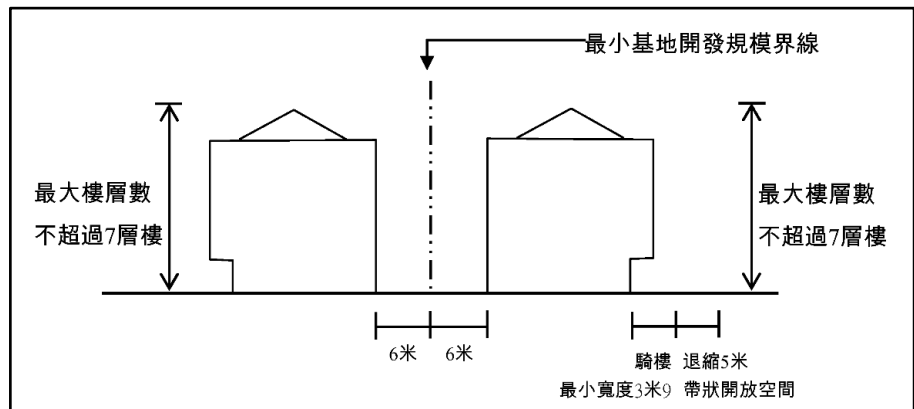 最小基地開發規模界線
最大樓層數
不超過7層樓
最大樓層數
不超過7層樓
6米 6米
騎樓 退縮5米
最小寬度3米9 帶狀開放空間